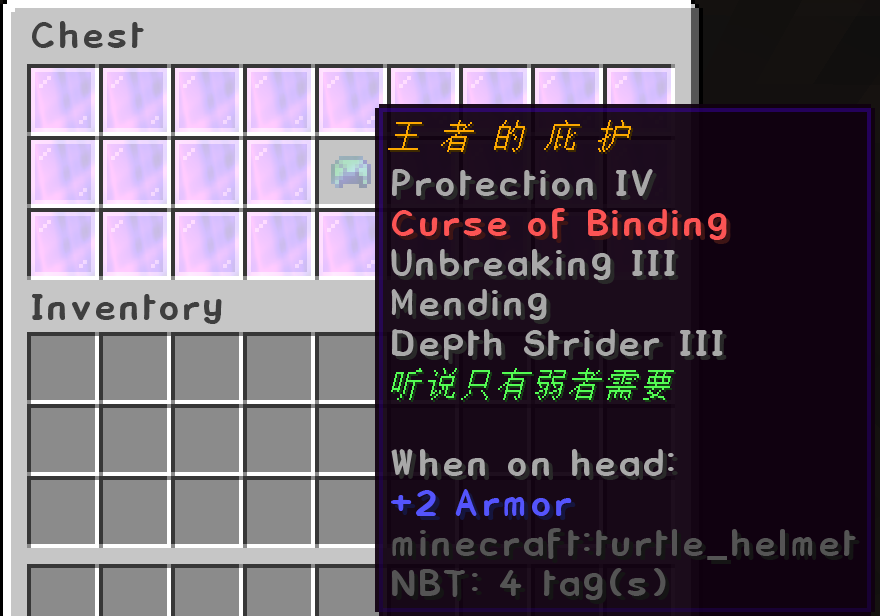 Chest
王者的庇护
Protection IV
Curse of Binding
Unbreaking III
Mending
Depth Strider III
听说只有弱者需要
Inventory
When on head:
+2 Armor
minecraft:turtle_helmet
NBT: 4 tag(s)